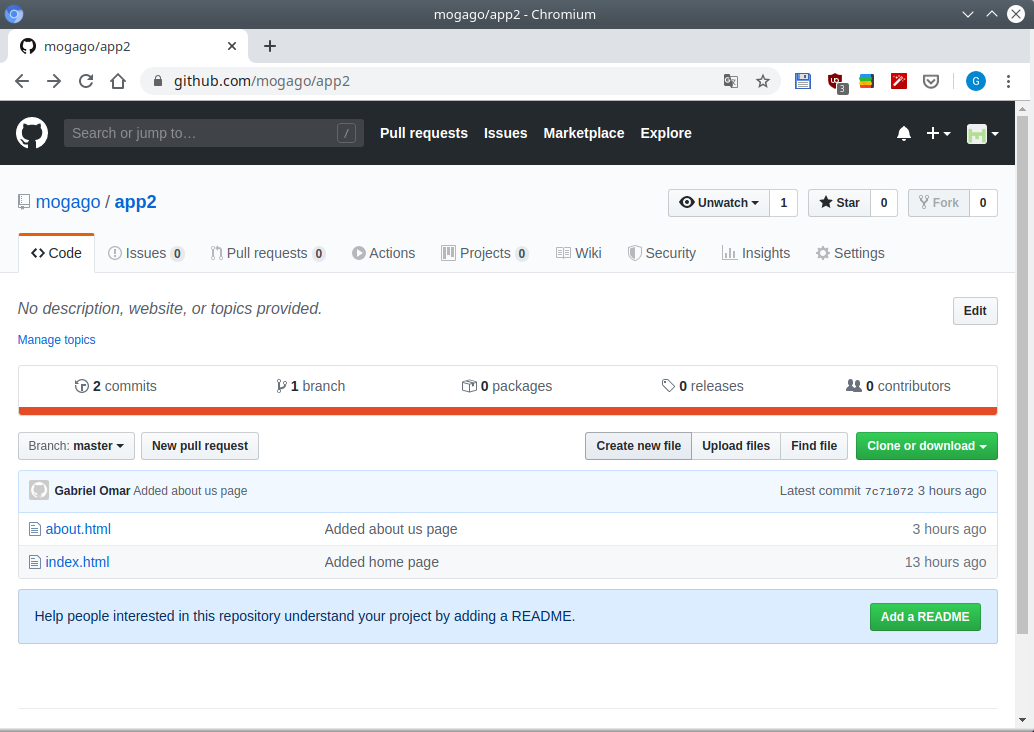 mogago/app2 - Chromium
mogago/app2
github.com/mogago/app2
3
G
Search or jump to…
/
Pull requests Issues Marketplace Explore
mogago / app2
Unwatch 1 Star 0 Fork 0
Code Issues 0 Pull requests 0 Actions Projects 0 Wiki Security Insights Settings
No description, website, or topics provided.
Edit
Manage topics
2 commits 1 branch 0 packages 0 releases 0 contributors
Branch: master New pull request Create new file Upload files Find file Clone or download
Gabriel Omar Added about us page Latest commit 7c71072 3 hours ago
about.html Added about us page 3 hours ago
index.html Added home page 13 hours ago
Help people interested in this repository understand your project by adding a README. Add a README